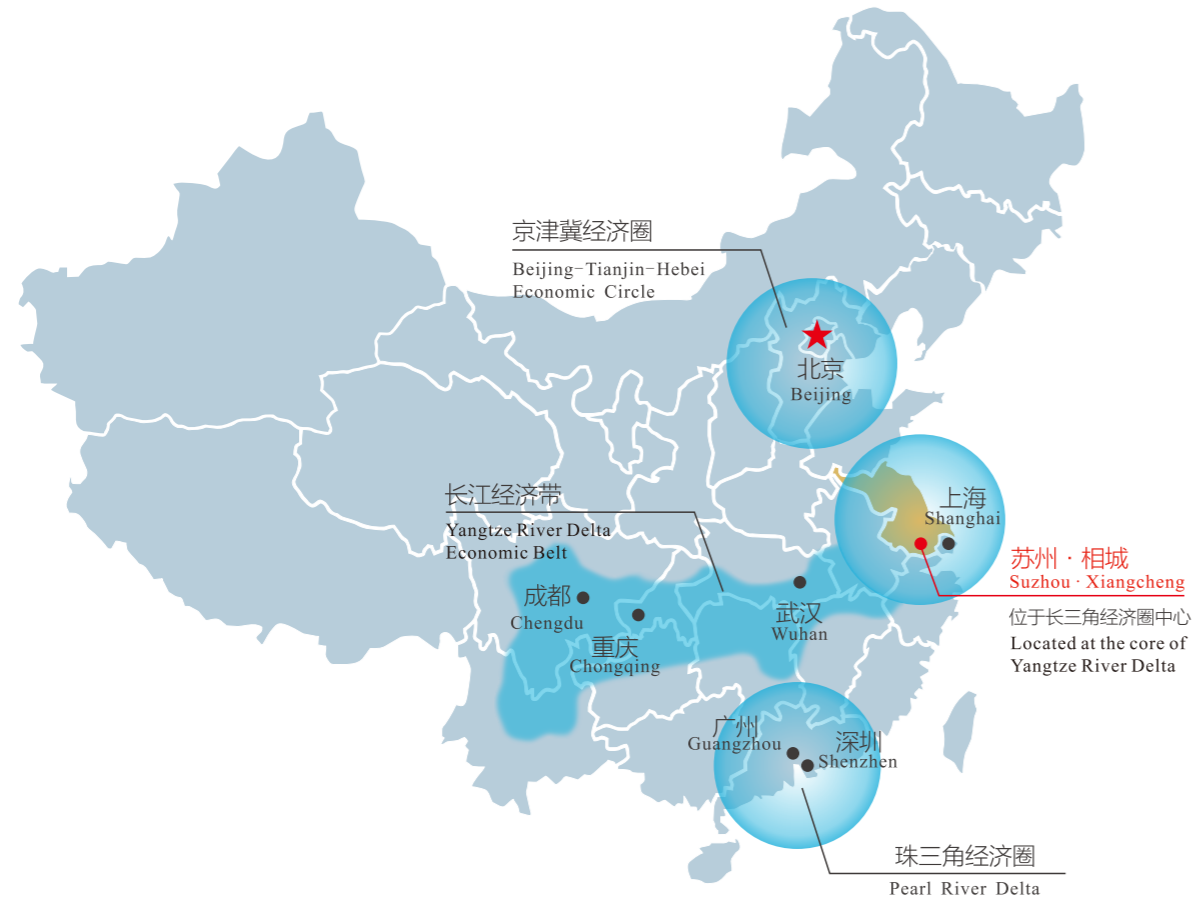 京津冀经济圈
Beijing-Tianjin-Hebei
Economic Circle
北京
Beijing
长江经济带
Yangtze River Delta
Economic Belt
上海
Shanghai
苏州·相城
Suzhou·Xiangcheng
位于长三角经济圈中心
Located at the core of
Yangtze River Delta
成都
Chengdu
重庆
Chongqing
武汉
Wuhan
广州
Guangzhou
深圳
Shenzhen
珠三角经济圈
Pearl River Delta